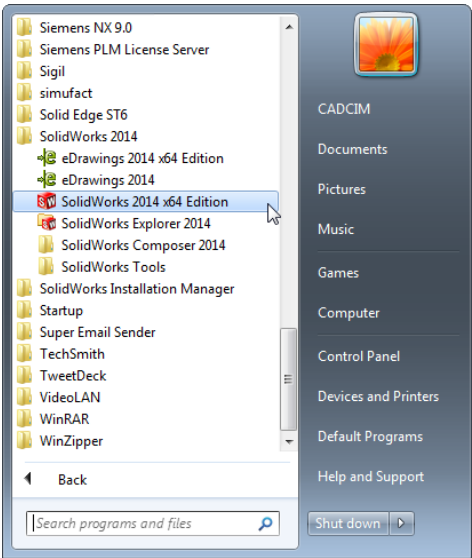 Siemens NX 9.0
Siemens PLM License Server
Sigil
simufact
Solid Edge ST6
SolidWorks 2014
eDrawings 2014 x64 Edition
eDrawings 2014
SolidWorks 2014 x64 Edition
SolidWorks Explorer 2014
SolidWorks Composer 2014
SolidWorks Tools
SolidWorks Installation Manager
Startup
Super Email Sender
TechSmith
TweetDeck
VideoLAN
WinRAR
WinZipper
Back
Search programs and files
CADCIM
Documents
Pictures
Music
Games
Computer
Control Panel
Devices and Printers
Default Programs
Help and Support
Shut down